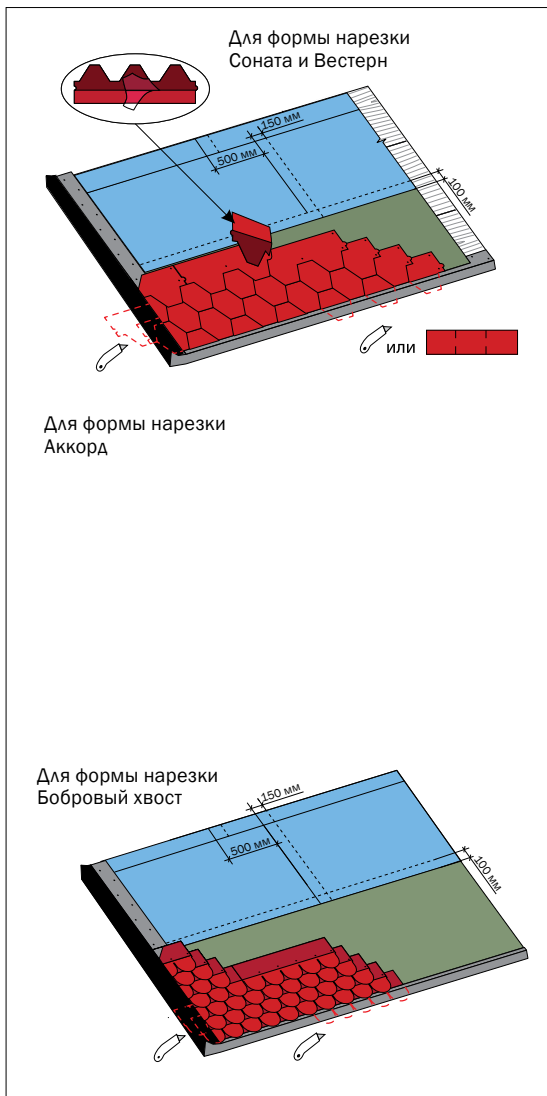 Для формы нарезки
Соната и Вестерн
150 мм
500 мм
100 мм
или
Для формы нарезки
Аккорд
Для формы нарезки
Бобровый хвост
150 мм
500 мм
100 мм